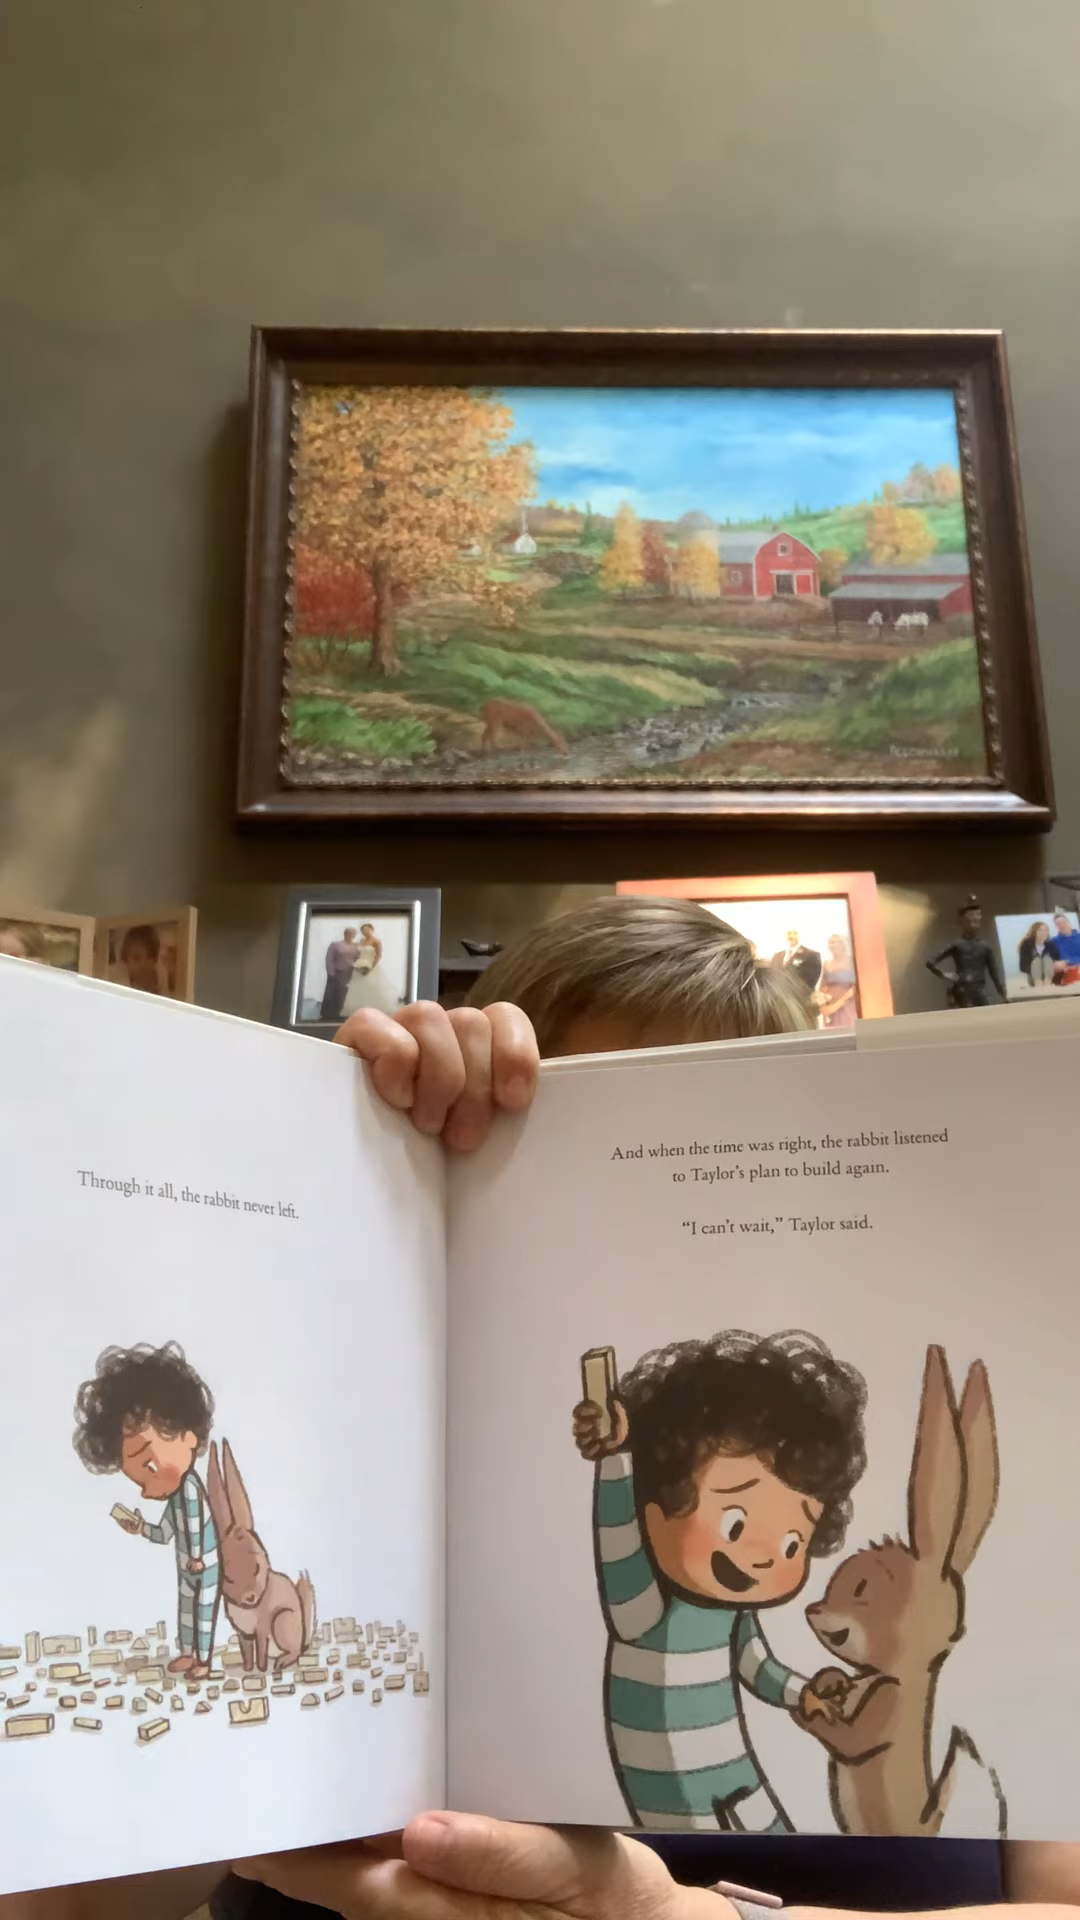 Through it all, the rabbit never left.
And when the time was right, the rabbit listened
to Taylor's plan to build again.
“I can't wait,” Taylor said.